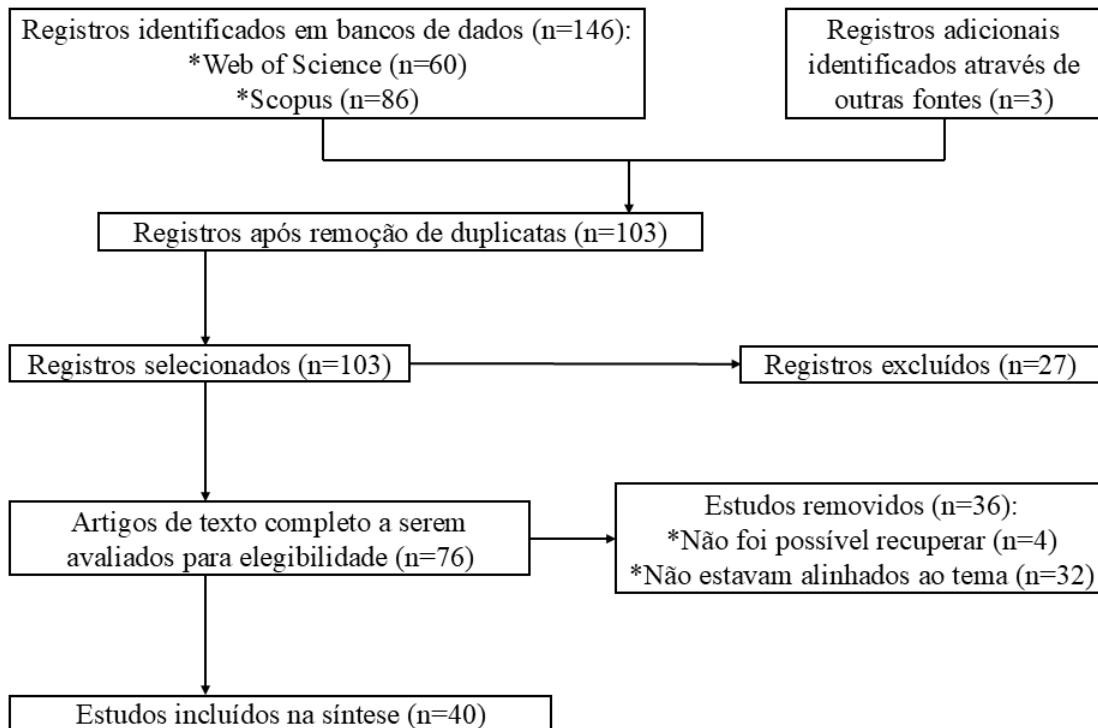 Registros identificados em bancos de dados (n=146):
*Web of Science (n=60)
*Scopus (n=86)
Registros adicionais
identificados através de
outras fontes (n=3)
Registros após remoção de duplicatas (n=103)
Registros selecionados (n=103)
Registros excluídos (n=27)
Artigos de texto completo a serem
avaliados para elegibilidade (n=76)
Estudos removidos (n=36):
*Não foi possível recuperar (n=4)
*Não estavam alinhados ao tema (n=32)
Estudos incluídos na síntese (n=40)